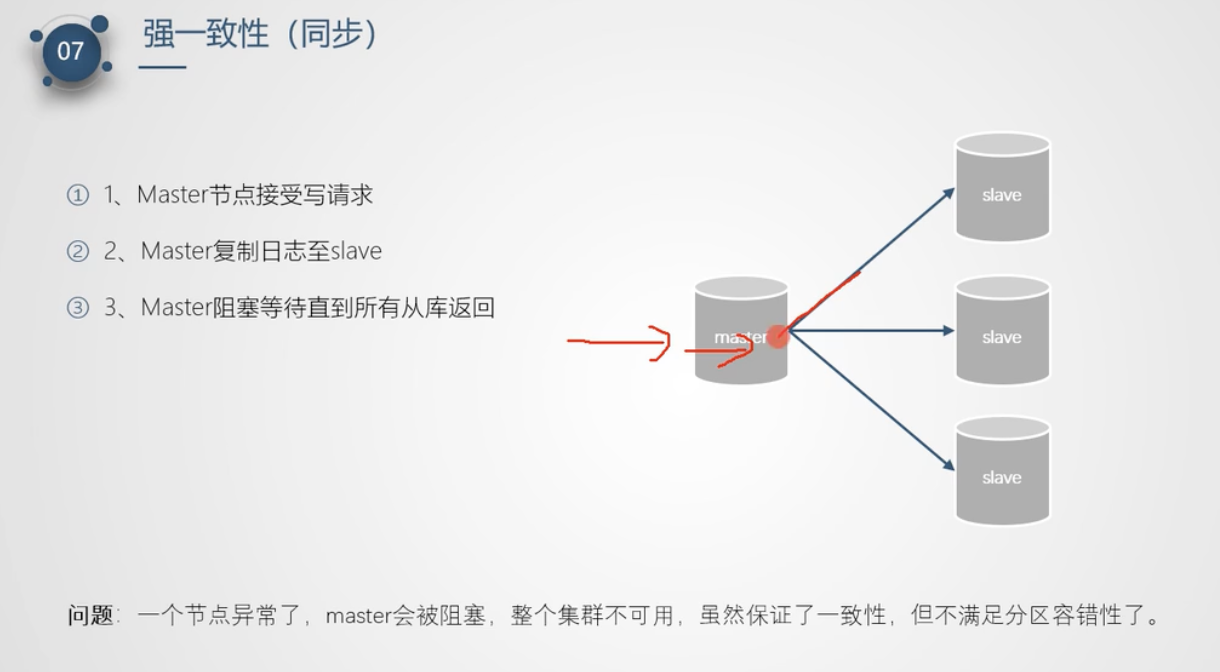 07
强一致性（同步）
① 1、Master节点接受写请求
② 2、Master复制日志至slave
③ 3、Master阻塞等待直到所有从库返回
slave
master
slave
slave
问题：一个节点异常了，master会被阻塞，整个集群不可用，虽然保证了一致性，但不满足分区容错性了。